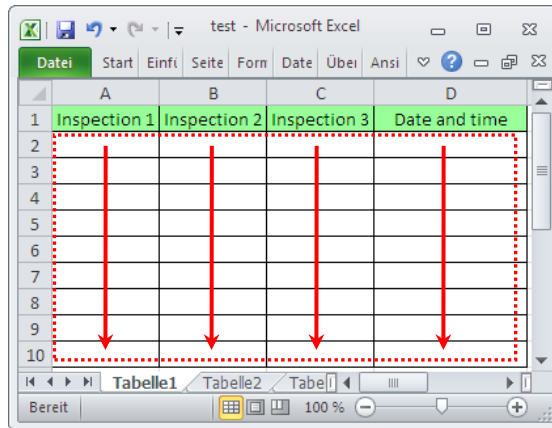 test - Microsoft Excel
Datei Start Einfü Seite Forn Date Über Ansi
A B C D
1 Inspection 1 Inspection 2 Inspection 3 Date and time
2
3
4
5
6
7
8
9
10
Tabelle1 Tabelle2 Tabe
Bereit 100 %